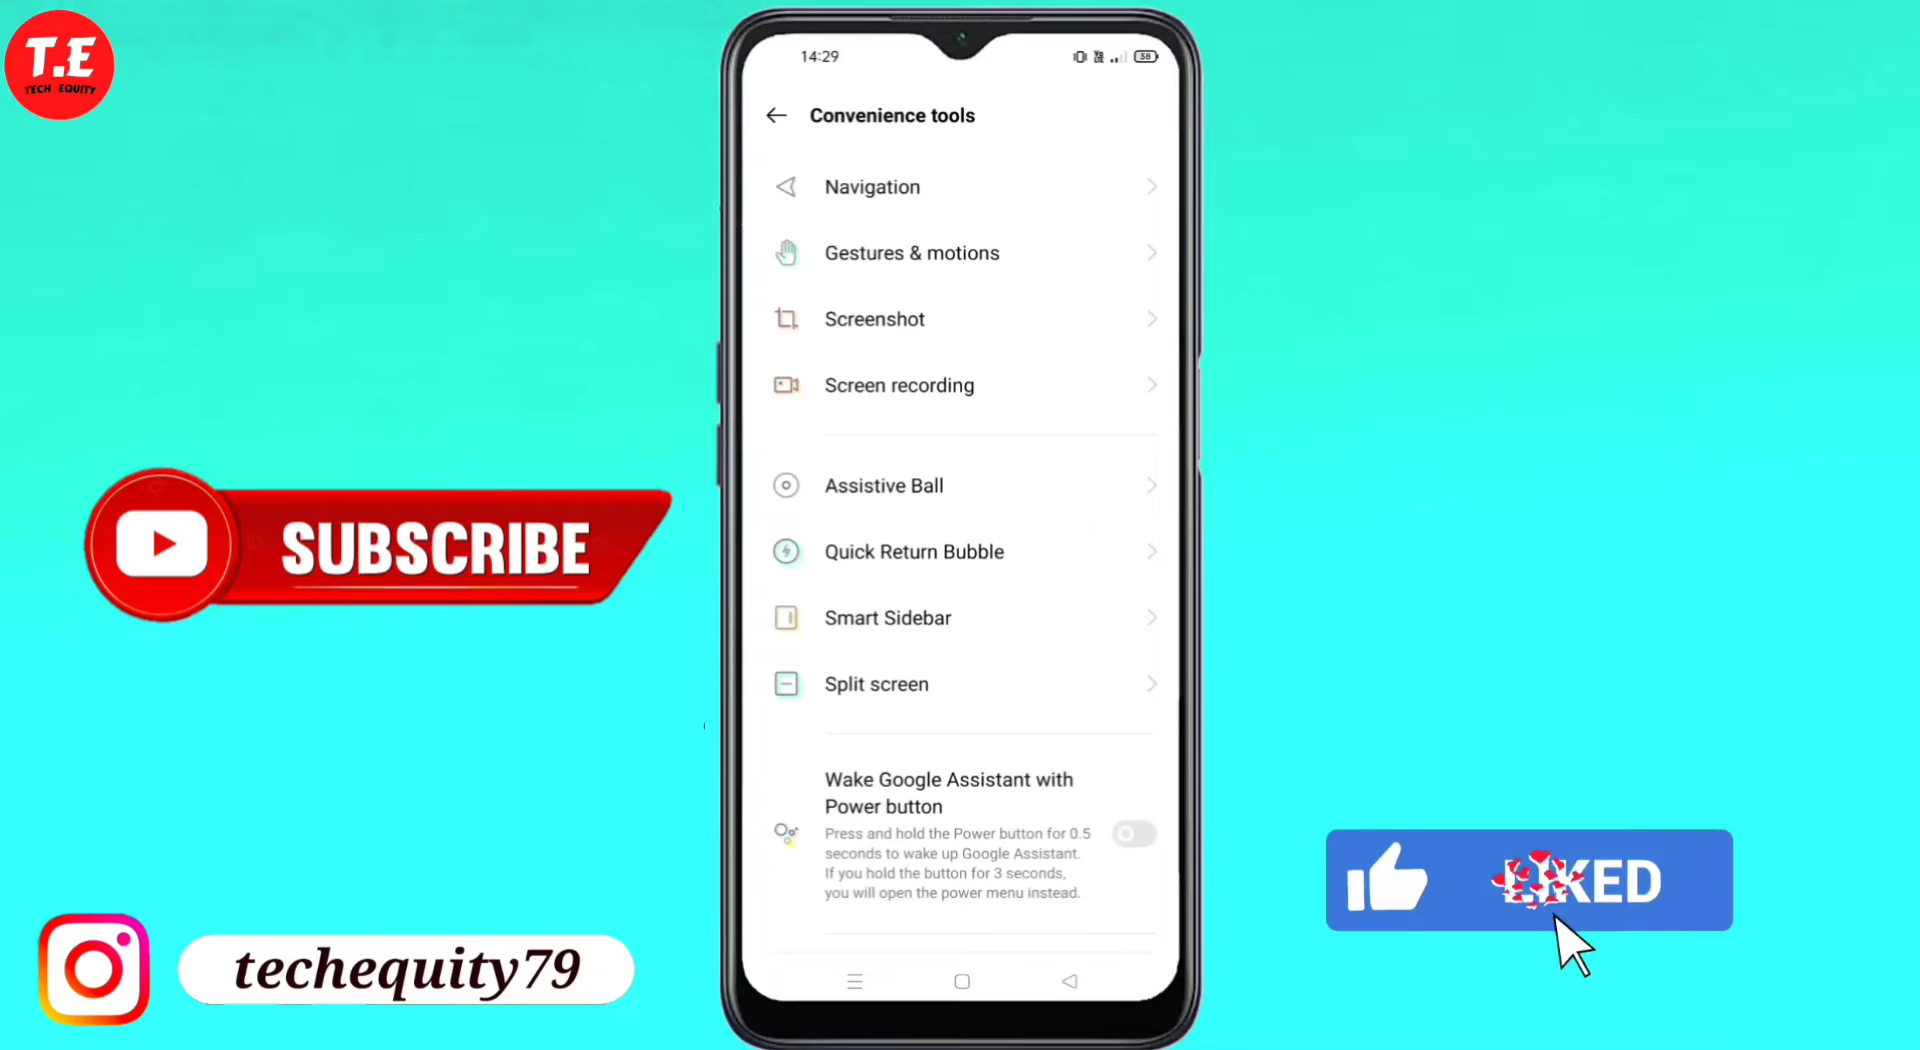 T.E
TECH EQUITY
14:29
38
Convenience tools
Navigation
Gestures & motions
Screenshot
Screen recording
Assistive Ball
Quick Return Bubble
Smart Sidebar
Split screen
Wake Google Assistant with
Power button
Press and hold the Power button for 0.5
seconds to wake up Google Assistant.
If you hold the button for 3 seconds,
you will open the power menu instead.
SUBSCRIBE
LIKED
techequity79